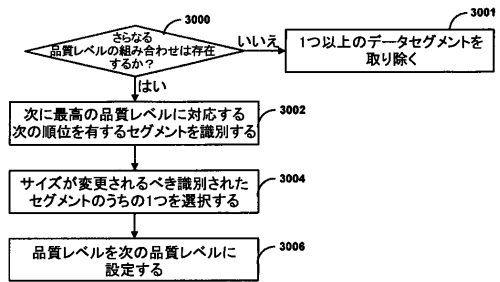 3000
さらなる
品質レベルの組み合わせは存在
するか?
いいえ
3001
1つ以上のデータセグメントを
取り除く
はい
3002
次に最高の品質レベルに対応する
次の順位を有するセグメントを識別する
3004
サイズが変更されるべき識別された
セグメントのうちの1つを選択する
3006
品質レベルを次の品質レベルに
設定する